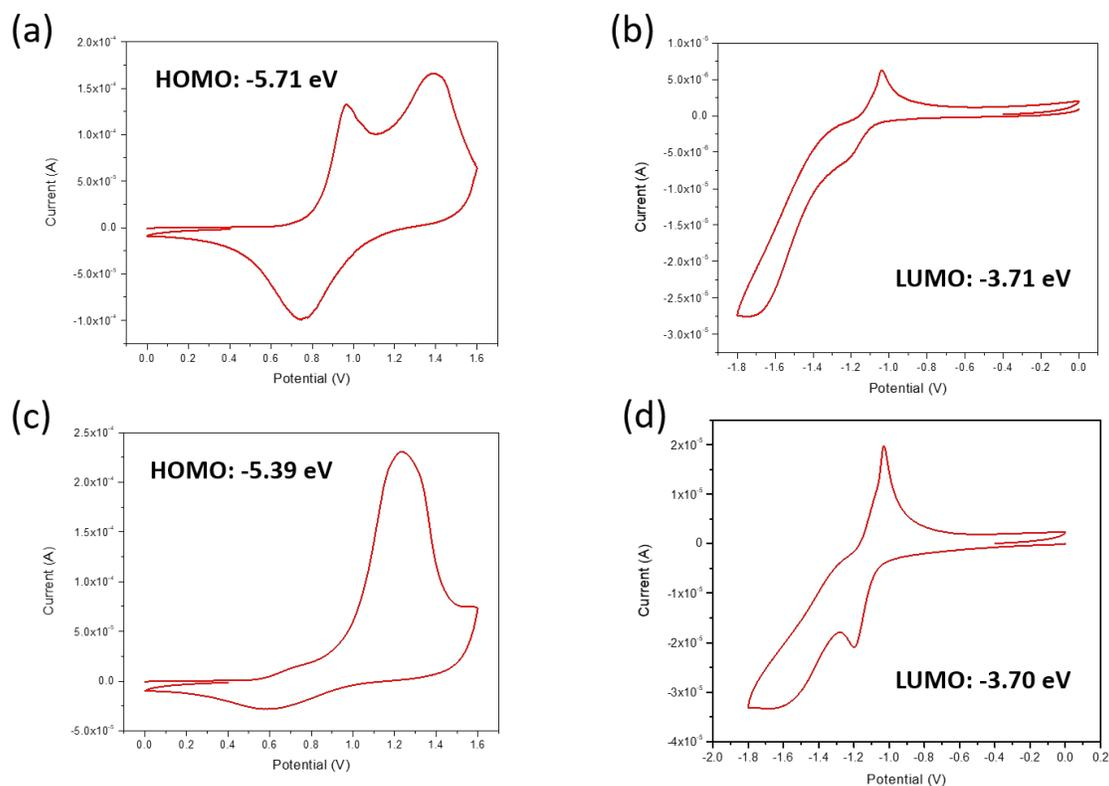 (a)
HOMO: -5.71 eV
2.0x10⁻⁴
1.5x10⁻⁴
1.0x10⁻⁴
5.0x10⁻⁵
0.0
-5.0x10⁻⁵
-1.0x10⁻⁴
Current (A)
0.0 0.2 0.4 0.6 0.8 1.0 1.2 1.4 1.6
Potential (V)
(b)
LUMO: -3.71 eV
1.0x10⁻⁵
5.0x10⁻⁶
0.0
-5.0x10⁻⁶
-1.0x10⁻⁵
-1.5x10⁻⁵
-2.0x10⁻⁵
-2.5x10⁻⁵
-3.0x10⁻⁵
Current (A)
-1.8 -1.6 -1.4 -1.2 -1.0 -0.8 -0.6 -0.4 -0.2 0.0
Potential (V)
(c)
HOMO: -5.39 eV
2.5x10⁻⁴
2.0x10⁻⁴
1.5x10⁻⁴
1.0x10⁻⁴
5.0x10⁻⁵
0.0
-5.0x10⁻⁵
Current (A)
0.0 0.2 0.4 0.6 0.8 1.0 1.2 1.4 1.6
Potential (V)
(d)
LUMO: -3.70 eV
2x10⁻⁵
1x10⁻⁵
0
-1x10⁻⁵
-2x10⁻⁵
-3x10⁻⁵
-4x10⁻⁵
Current (A)
-2.0 -1.8 -1.6 -1.4 -1.2 -1.0 -0.8 -0.6 -0.4 -0.2 0.0 0.2
Potential (V)